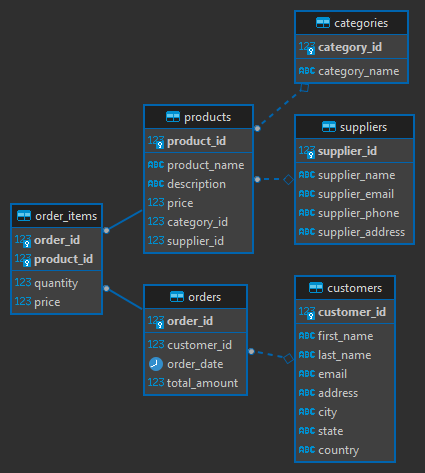 categories
123 category_id
ABC category_name
products
123 product_id
ABC product_name
ABC description
123 price
123 category_id
123 supplier_id
suppliers
123 supplier_id
ABC supplier_name
ABC supplier_email
ABC supplier_phone
ABC supplier_address
order_items
123 order_id
123 product_id
123 quantity
123 price
orders
123 order_id
123 customer_id
order_date
123 total_amount
customers
123 customer_id
ABC first_name
ABC last_name
ABC email
ABC address
ABC city
ABC state
ABC country